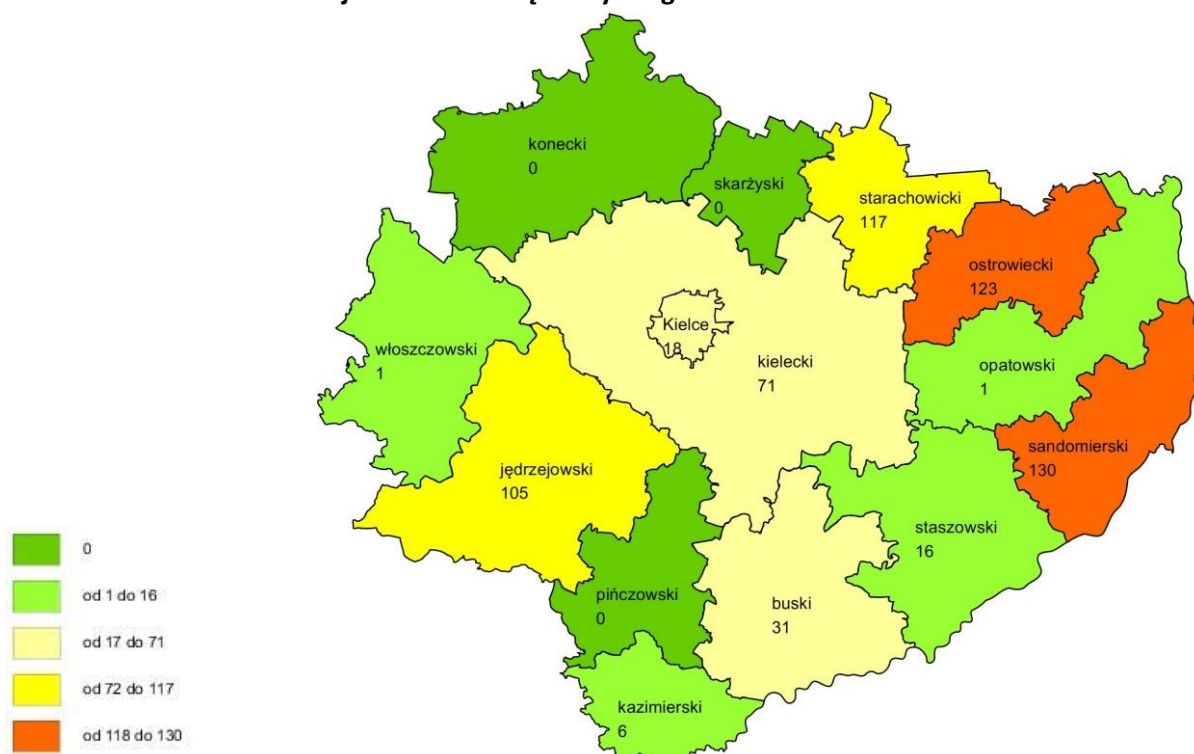 konecki
0
skarżyski
0
starachowicki
117
ostrowiecki
123
Kielce
18
włoszczowski
1
kielecki
71
opatowski
1
sandomierski
130
jędrzejowski
105
staszowski
16
pińczowski
0
buski
31
kazimierski
6
0
od 1 do 16
od 17 do 71
od 72 do 117
od 118 do 130